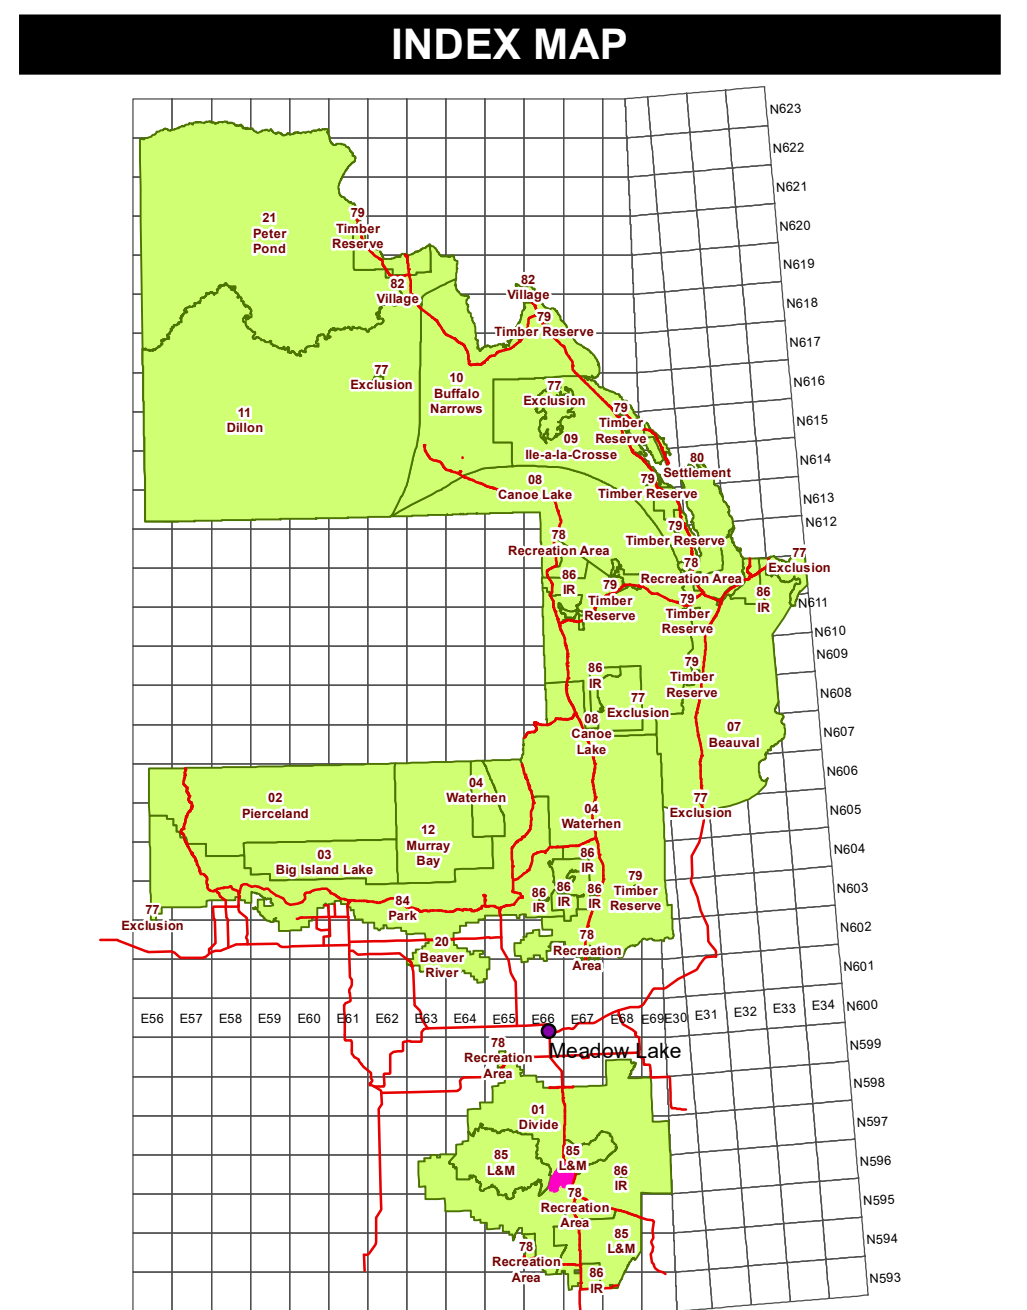 INDEX MAP
N623
N622
N621
N620
N619
N618
N617
N616
N615
N614
N613
N612
N611
N610
N609
N608
N607
N606
N605
N604
N603
N602
N601
N600
N599
N598
N597
N596
N595
N594
N593
21
Peter
Pond
79
Timber
Reserve
82
Village
82
Village
79
Timber Reserve
77
Exclusion
10
Buffalo
Narrows
77
Exclusion
11
Dillon
79
Timber
Reserve
09
Ile-a-la-Crosse
80
Settlement
08
Canoe Lake
79
Timber Reserve
79
Timber Reserve
78
Recreation Area
77
Exclusion
78
Recreation Area
86
IR
79
Timber
Reserve
79
Timber
Reserve
86
IR
79
Timber
Reserve
86
IR
77
Exclusion
08
Canoe
Lake
07
Beauval
04
Waterhen
02
Pierceland
77
Exclusion
04
Waterhen
12
Murray
Bay
03
Big Island Lake
86
IR
79
Timber
Reserve
86
IR
86
IR
86
IR
84
Park
77
Exclusion
78
Recreation
Area
20
Beaver
River
E56
E57
E58
E59
E60
E61
E62
E63
E64
E65
E66
E67
E68
E69
E30
E31
E32
E33
E34
Meadow Lake
78
Recreation
Area
01
Divide
85
L&M
85
L&M
86
IR
78
Recreation
Area
85
L&M
78
Recreation
Area
86
IR